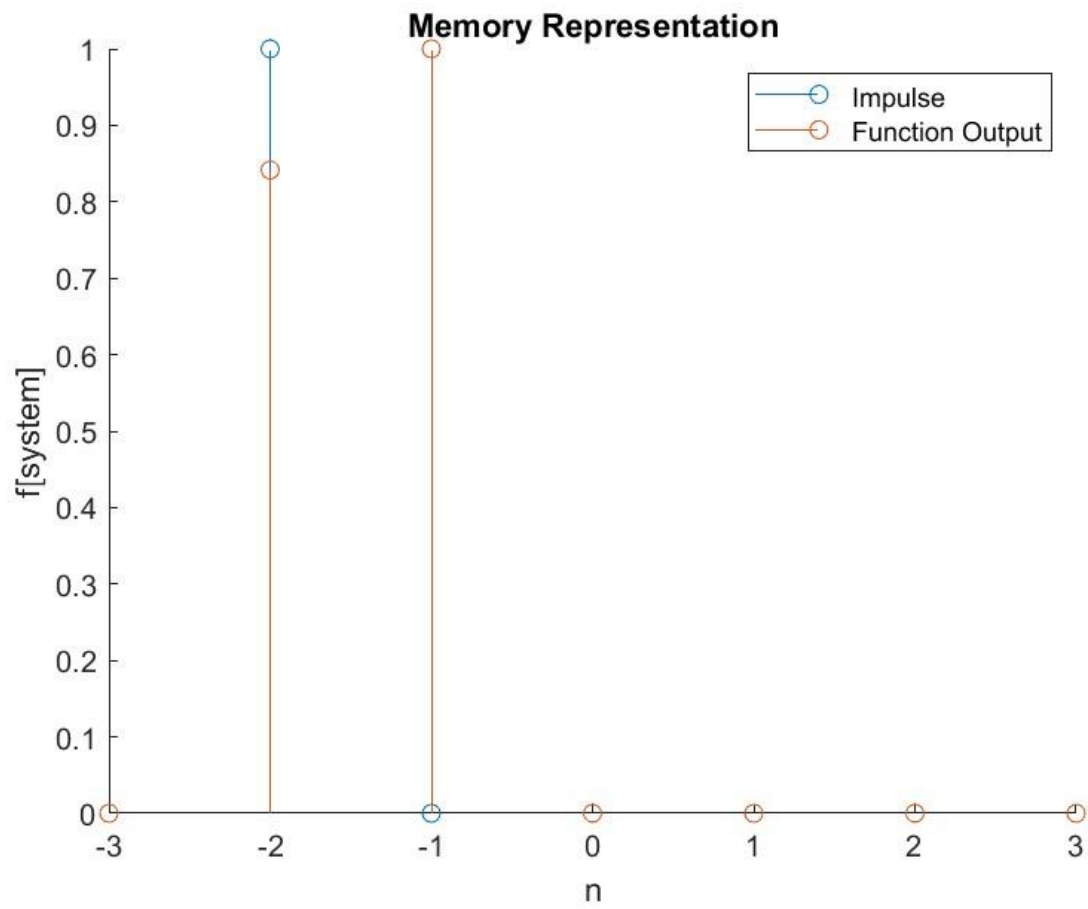 Memory Representation
1
0.9
0.8
0.7
0.6
0.5
0.4
0.3
0.2
0.1
0
f[system]
Impulse
Function Output
-3 -2 -1 0 1 2 3
n